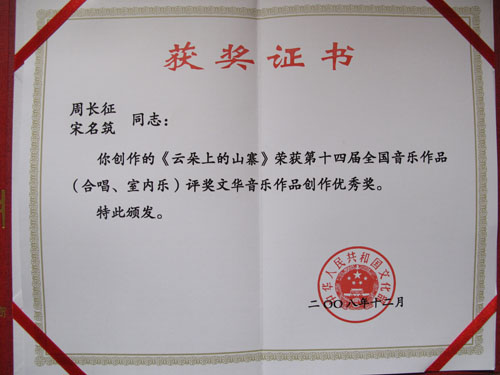 获奖证书
周长征
宋名筑 同志：
你创作的《云朵上的山寨》荣获第十四届全国音乐作品
（合唱、室内乐）评奖文华音乐作品创作优秀奖。
特此颁发。
中华人民共和国文化部
二〇〇八年十二月